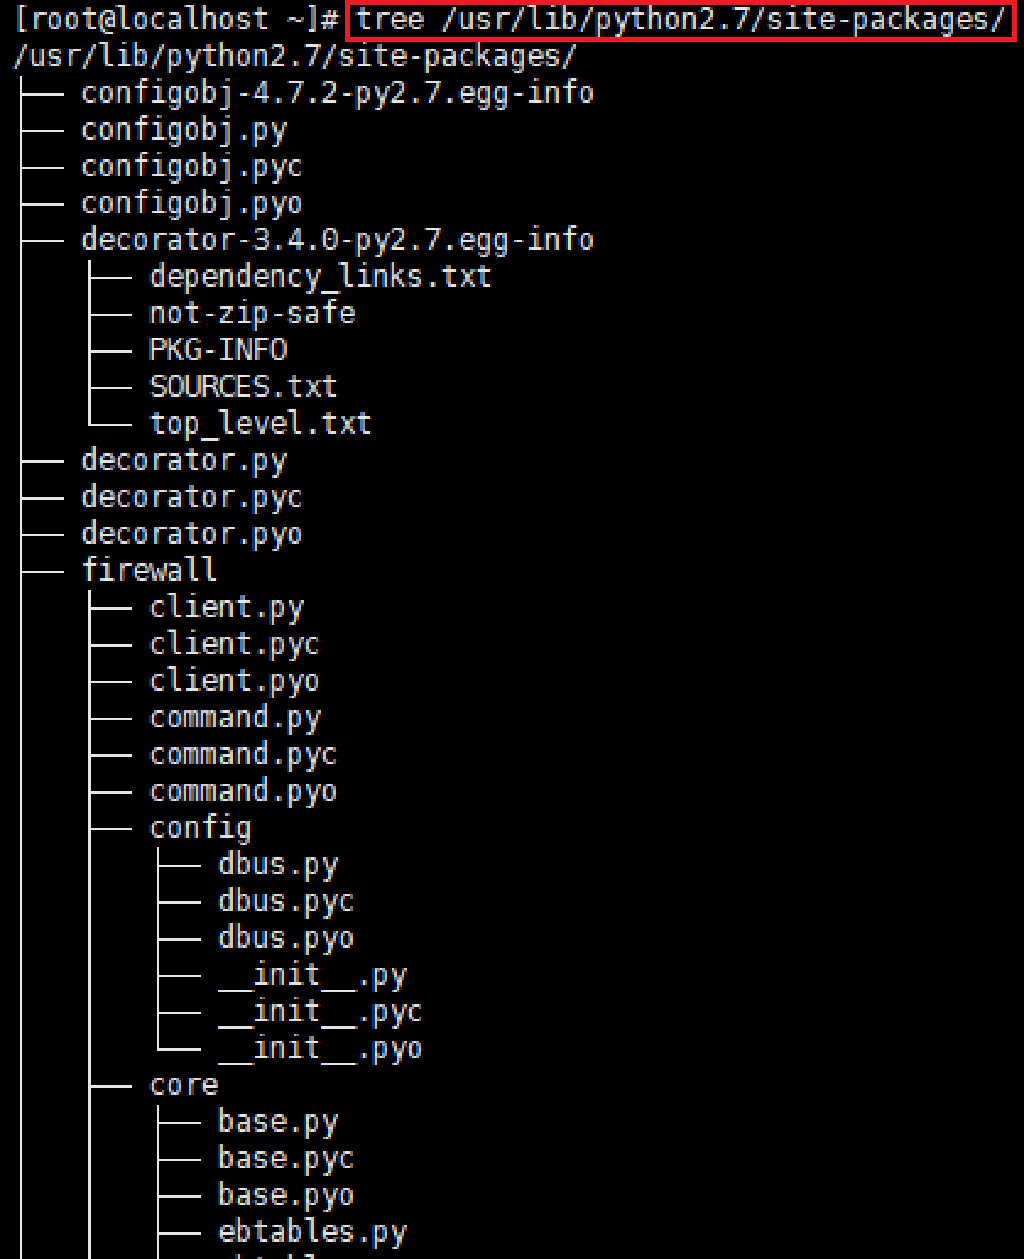 [root@localhost ~]# tree /usr/lib/python2.7/site-packages/
/usr/lib/python2.7/site-packages/
├── configobj-4.7.2-py2.7.egg-info
├── configobj.py
├── configobj.pyc
├── configobj.pyo
├── decorator-3.4.0-py2.7.egg-info
│   ├── dependency_links.txt
│   ├── not-zip-safe
│   ├── PKG-INFO
│   ├── SOURCES.txt
│   └── top_level.txt
├── decorator.py
├── decorator.pyc
├── decorator.pyo
├── firewall
│   ├── client.py
│   ├── client.pyc
│   ├── client.pyo
│   ├── command.py
│   ├── command.pyc
│   ├── command.pyo
│   ├── config
│   │   ├── dbus.py
│   │   ├── dbus.pyc
│   │   ├── dbus.pyo
│   │   ├── __init__.py
│   │   ├── __init__.pyc
│   │   └── __init__.pyo
│   ├── core
│   │   ├── base.py
│   │   ├── base.pyc
│   │   ├── base.pyo
│   │   ├── ebtables.py